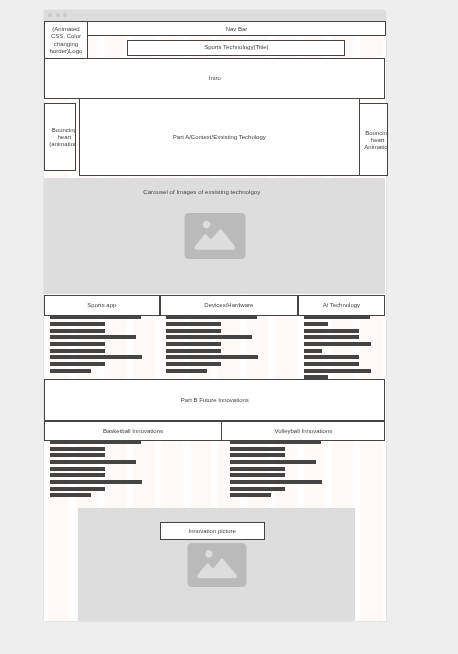 (Animated
CSS, Color
changing
border)Logo
Nav Bar
Sports Technology(Title)
Intro
Bouncing
heart
(animation
Part A/Context/Exsisting Techology
Bouncing
heart
Animation
Carousel of Images of exsisting technolgoy
Sports app
Devices/Hardware
Ai Technology
Part B Future Innovations
Basketball Innovations
Volleyball Innovations
Innovation picture